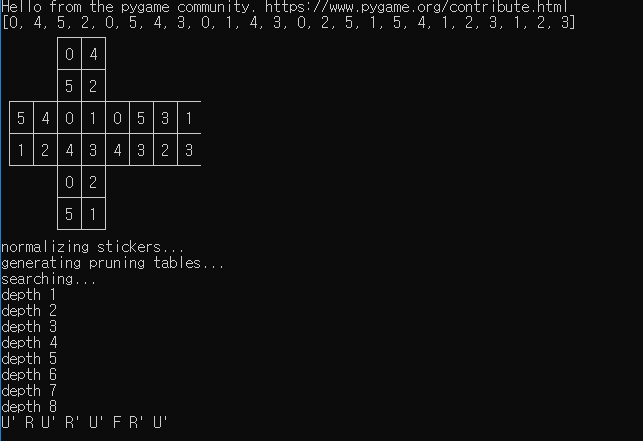 Hello from the pygame community. https://www.pygame.org/contribute.html
[0, 4, 5, 2, 0, 5, 4, 3, 0, 1, 4, 3, 0, 2, 5, 1, 5, 4, 1, 2, 3, 1, 2, 3]
0 4
5 2
5 4 0 1 0 5 3 1
1 2 4 3 4 3 2 3
0 2
5 1
normalizing stickers...
generating pruning tables...
searching...
depth 1
depth 2
depth 3
depth 4
depth 5
depth 6
depth 7
depth 8
U' R U' R' U' F R' U'